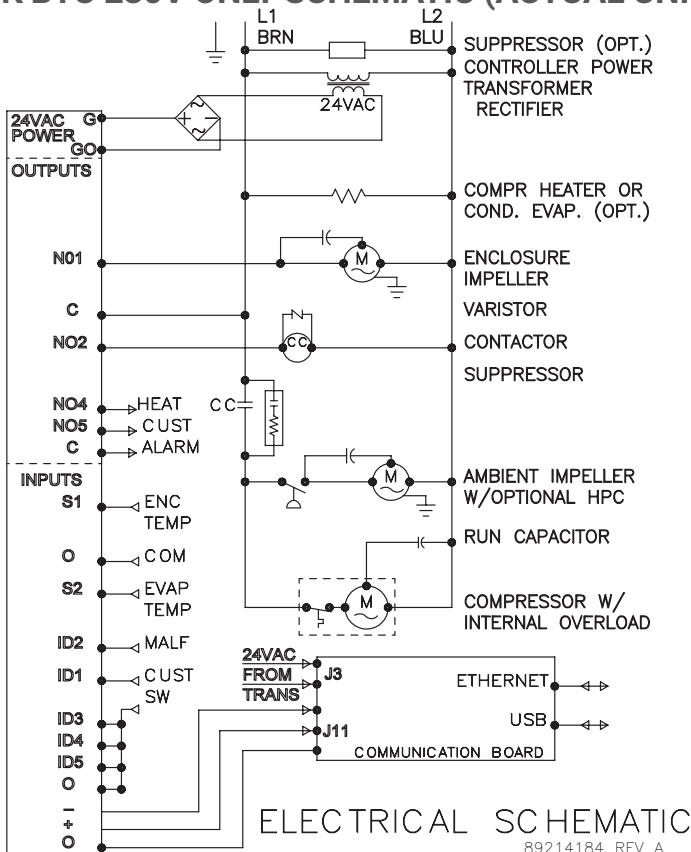 L1 L2
BRN BLU
SUPPRESSOR (OPT.)
CONTROLLER POWER
TRANSFORMER
RECTIFIER
24VAC
24VAC G
POWER
GO
OUTPUTS
COMPR HEATER OR
COND. EVAP. (OPT.)
N01
M
ENCLOSURE
IMPELLER
C
VARISTOR
NO2
CC
CONTACTOR
SUPPRESSOR
NO4 HEAT
CC
NO5 CUST
C ALARM
INPUTS
M
AMBIENT IMPELLER
W/OPTIONAL HPC
S1 ENC
TEMP
RUN CAPACITOR
O COM
S2 EVAP
TEMP
M
COMPRESSOR W/
INTERNAL OVERLOAD
ID2 MALF
ID1 CUST
SW
24VAC
FROM
TRANS
J3
ETHERNET
USB
J11
COMMUNICATION BOARD
ID3
ID4
ID5
O
-
+
O
ELECTRICAL SCHEMATIC
89214184 REV A